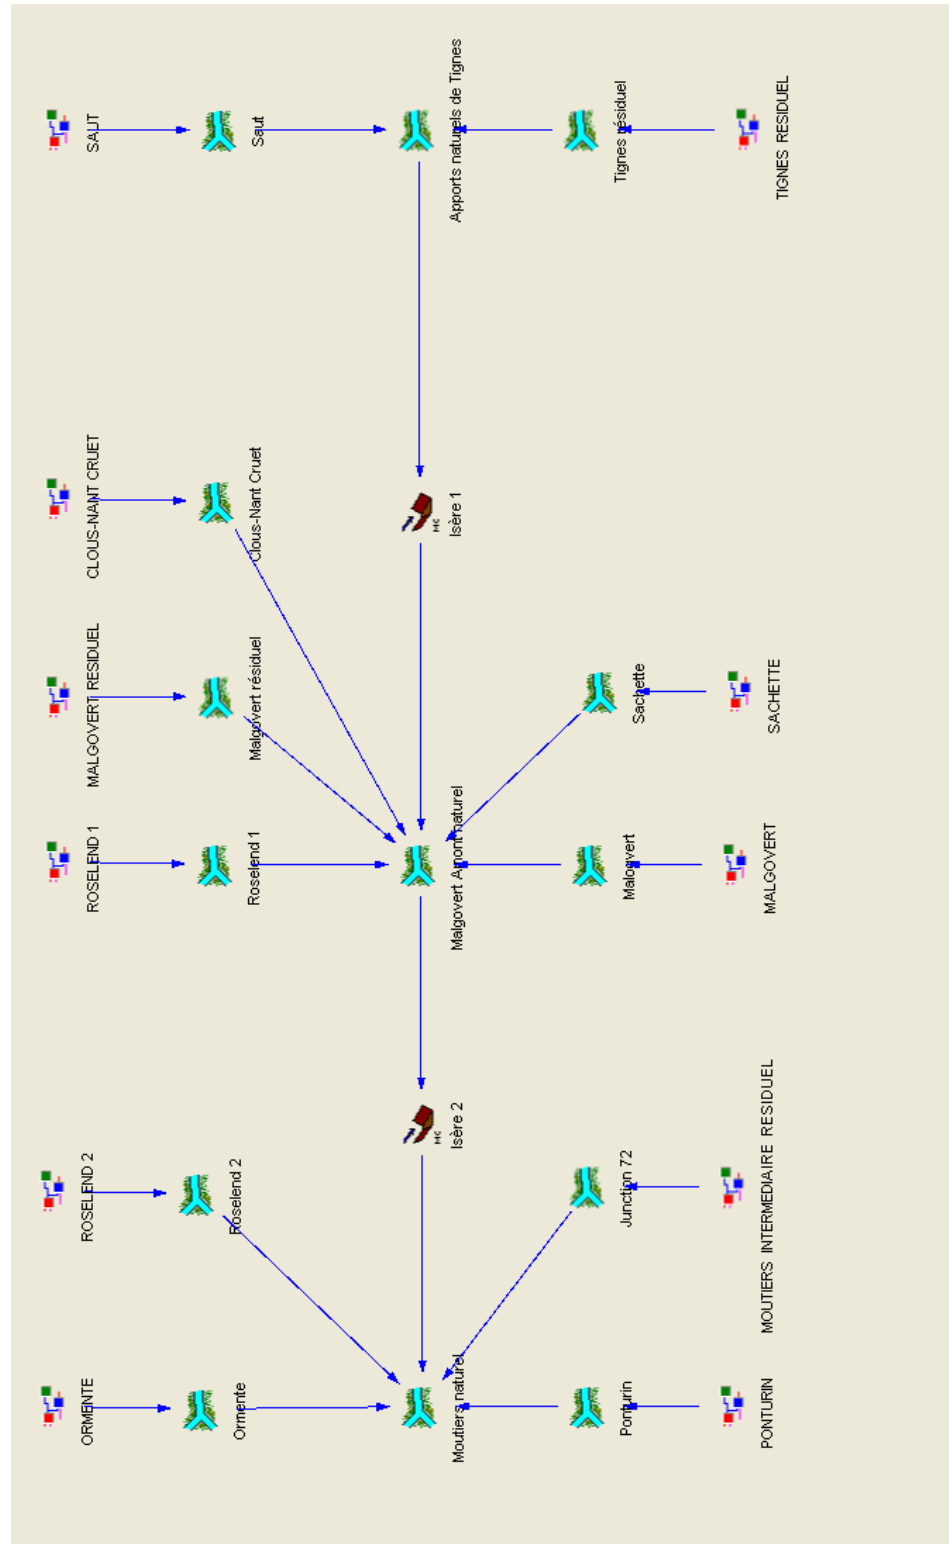 SAUT
Saut
Apports naturels de Tignes
Tignes résiduel
TIGNES RESIDUEL
CLOUS-NANT CRUET
Clous-Nant Cruet
Isère 1
MALGOVERT RESIDUEL
Malgovert résiduel
Sachette
SACHETTE
ROSELEND 1
Roselend 1
Malgovert Amont naturel
Malgovert
MALGOVERT
Isère 2
ROSELEND 2
Roselend 2
Junction 72
MOUTIERS INTERMEDIAIRE RESIDUEL
ORMENTE
Ormente
Moutiers naturel
Ponturin
PONTURIN